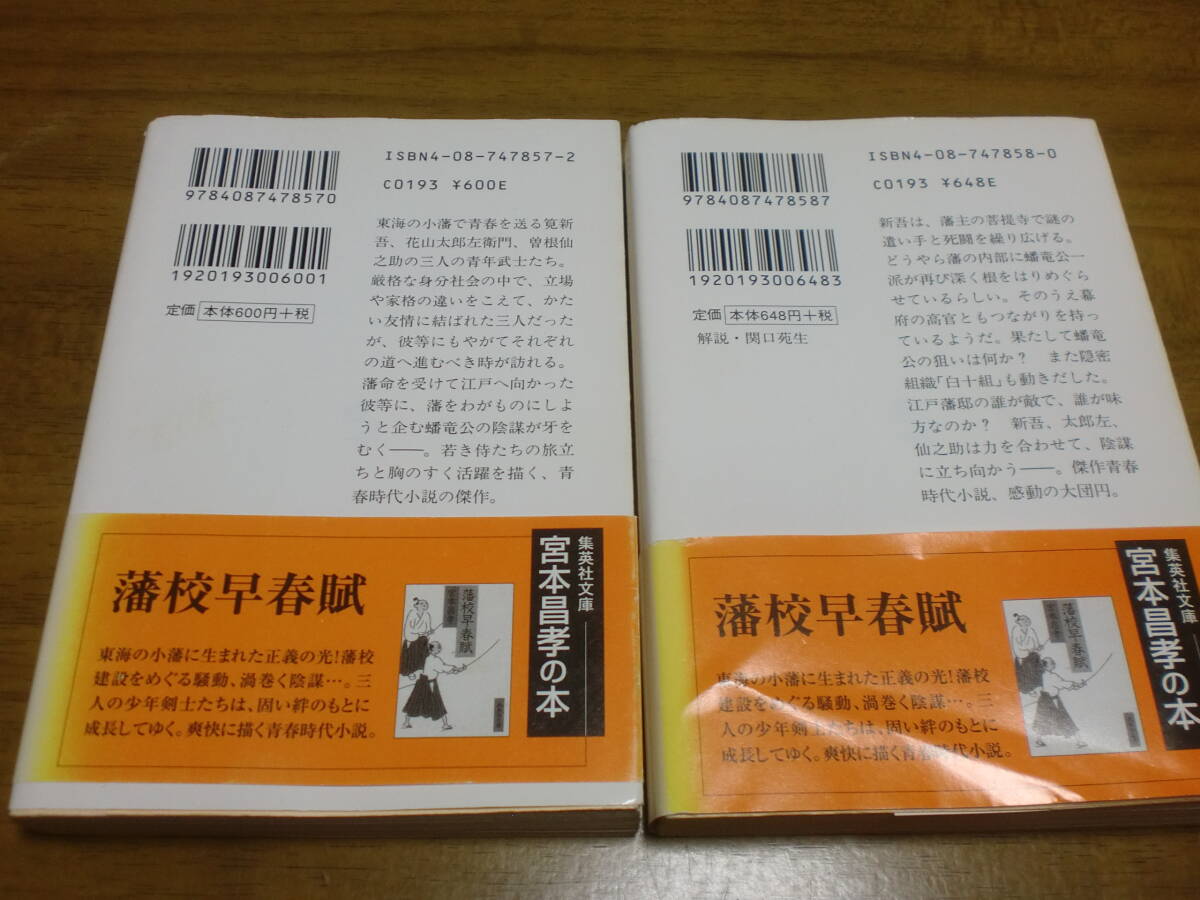 ISBN4-08-747857-2
C0193 ¥600E
9784087478570
1920193006001
定価 本体600円+税
東海の小藩で青春を送る筧新
吾、花山太郎左衛門、曽根仙
之助の三人の青年武士たち。
厳格な身分社会の中で、立場
や家格の違いをこえて、かた
い友情に結ばれた三人だった
が、彼等にもやがてそれぞれ
の道へ進むべき時が訪れる。
藩命を受けて江戸へ向かった
彼等に、藩をわがものにしよ
うと企む蟠竜公の陰謀が牙を
むく――。若き侍たちの旅立
ちと胸のすく活躍を描く、青
春時代小説の傑作。
集英社文庫
宮本昌孝の本
藩校早春賦
東海の小藩に生まれた正義の光!藩校
建設をめぐる騒動、渦巻く陰謀…。三
人の少年剣士たちは、固い絆のもとに
成長してゆく。爽快に描く青春時代小説。
藩校早春賦
宮本昌孝
ISBN4-08-747858-0
C0193 ¥648E
9784087478587
1920193006483
定価 本体648円+税
解説・関口苑生
新吾は、藩主の菩提寺で謎の
遣い手と死闘を繰り広げる。
どうやら藩の内部に蟠竜公一
派が再び深く根をはりめぐら
せているらしい。そのうえ幕
府の高官ともつながりを持っ
ているようだ。果たして蟠竜
公の狙いは何か? また隠密
組織「白十組」も動きだした。
江戸藩邸の誰が敵で、誰が味
方なのか? 新吾、太郎左、
仙之助は力を合わせて、陰謀
に立ち向かう――。傑作青春
時代小説、感動の大団円。
集英社文庫
宮本昌孝の本
藩校早春賦
東海の小藩に生まれた正義の光!藩校
建設をめぐる騒動、渦巻く陰謀…。三
人の少年剣士たちは、固い絆のもとに
成長してゆく。爽快に描く青春時代小説。
藩校早春賦
宮本昌孝